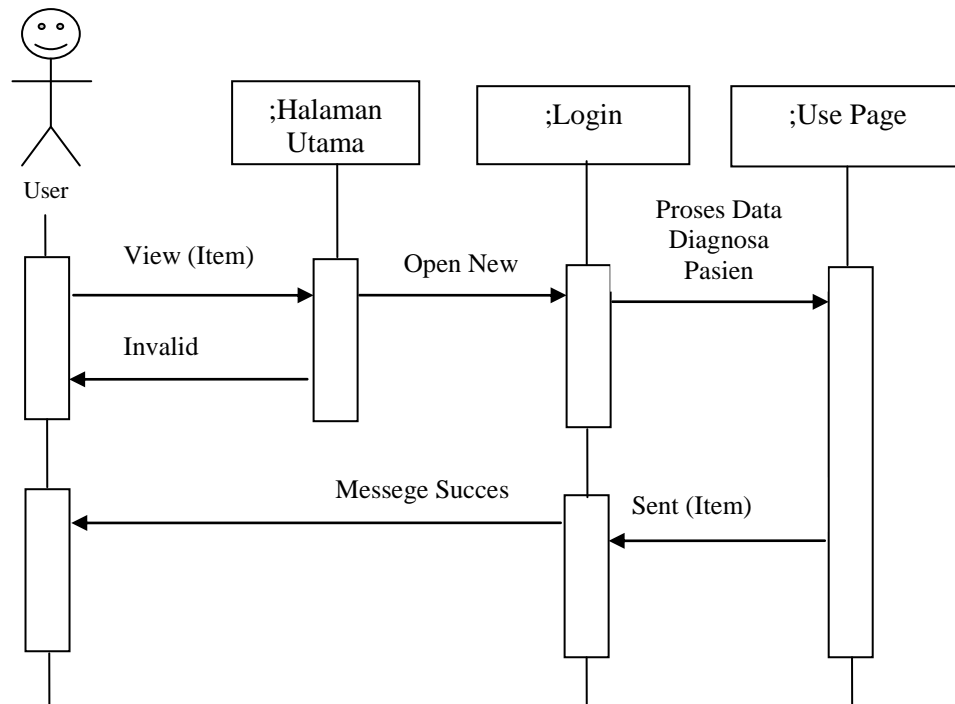 ;Halaman
Utama
;Login
;Use Page
User
Proses Data
Diagnosa
Pasien
View (Item)
Open New
Invalid
Messege Succes
Sent (Item)